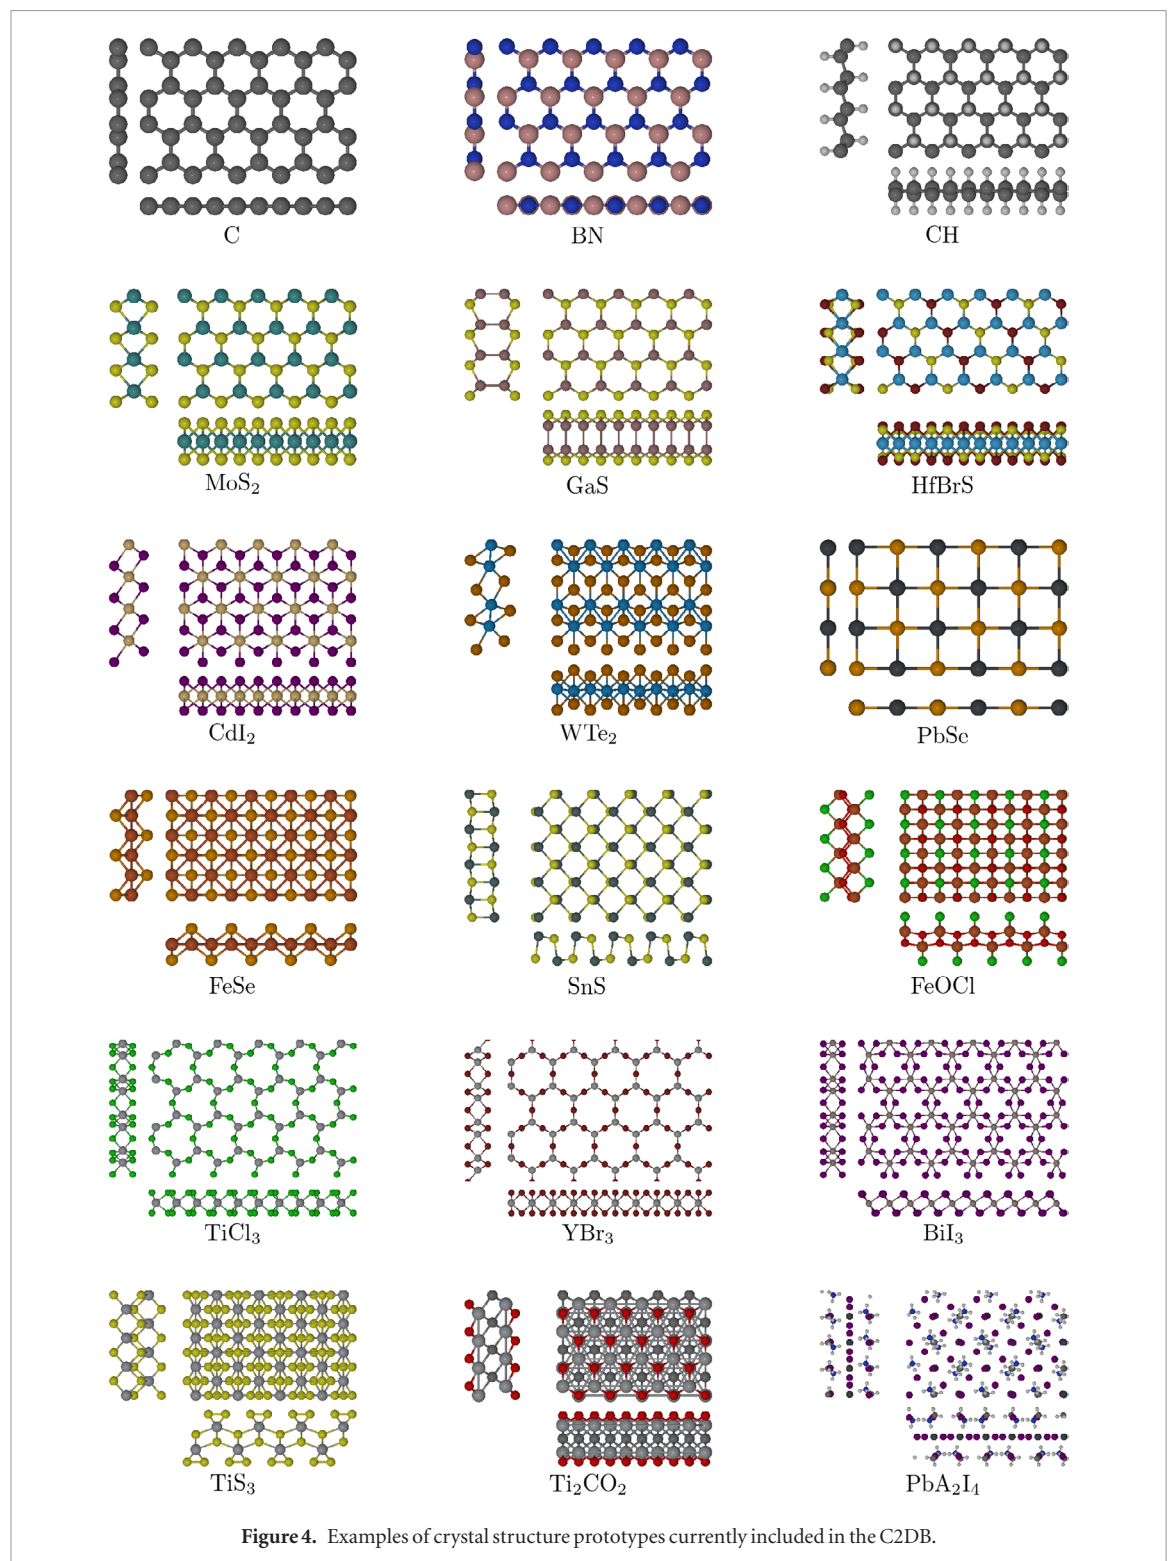 C
BN
CH
MoS₂
GaS
HfBrS
CdI₂
WTe₂
PbSe
FeSe
SnS
FeOCl
TiCl₃
YBr₃
BiI₃
TiS₃
Ti₂CO₂
PbA₂I₄
Figure 4. Examples of crystal structure prototypes currently included in the C2DB.